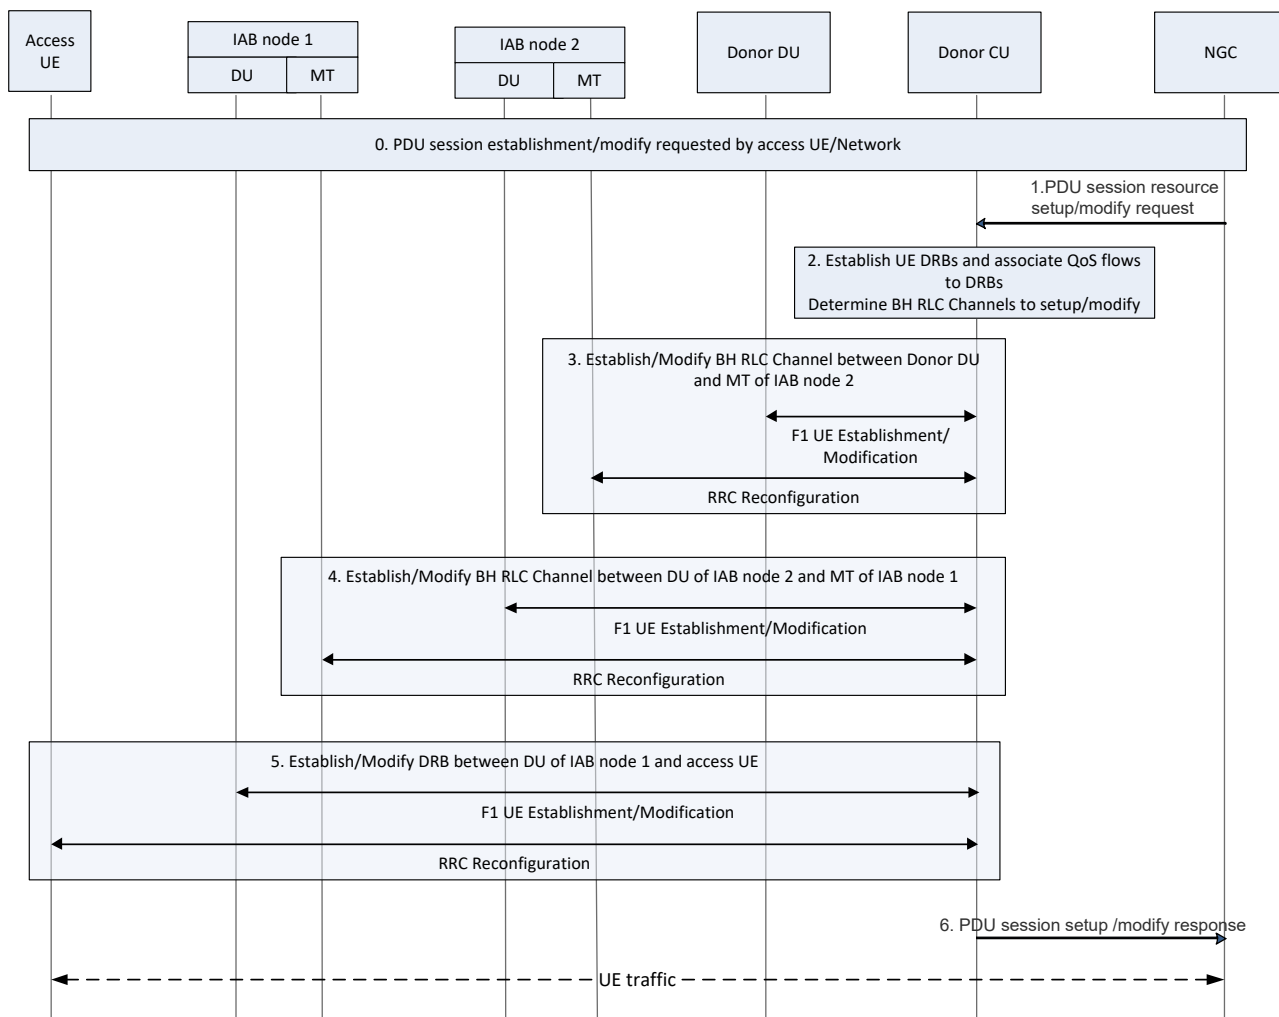 Access
UE
IAB node 1
DU
MT
IAB node 2
DU
MT
Donor DU
Donor CU
NGC
0. PDU session establishment/modify requested by access UE/Network
1.PDU session resource
setup/modify request
2. Establish UE DRBs and associate QoS flows
to DRBs
Determine BH RLC Channels to setup/modify
3. Establish/Modify BH RLC Channel between Donor DU
and MT of IAB node 2
F1 UE Establishment/
Modification
RRC Reconfiguration
4. Establish/Modify BH RLC Channel between DU of IAB node 2 and MT of IAB node 1
F1 UE Establishment/Modification
RRC Reconfiguration
5. Establish/Modify DRB between DU of IAB node 1 and access UE
F1 UE Establishment/Modification
RRC Reconfiguration
6. PDU session setup /modify response
UE traffic